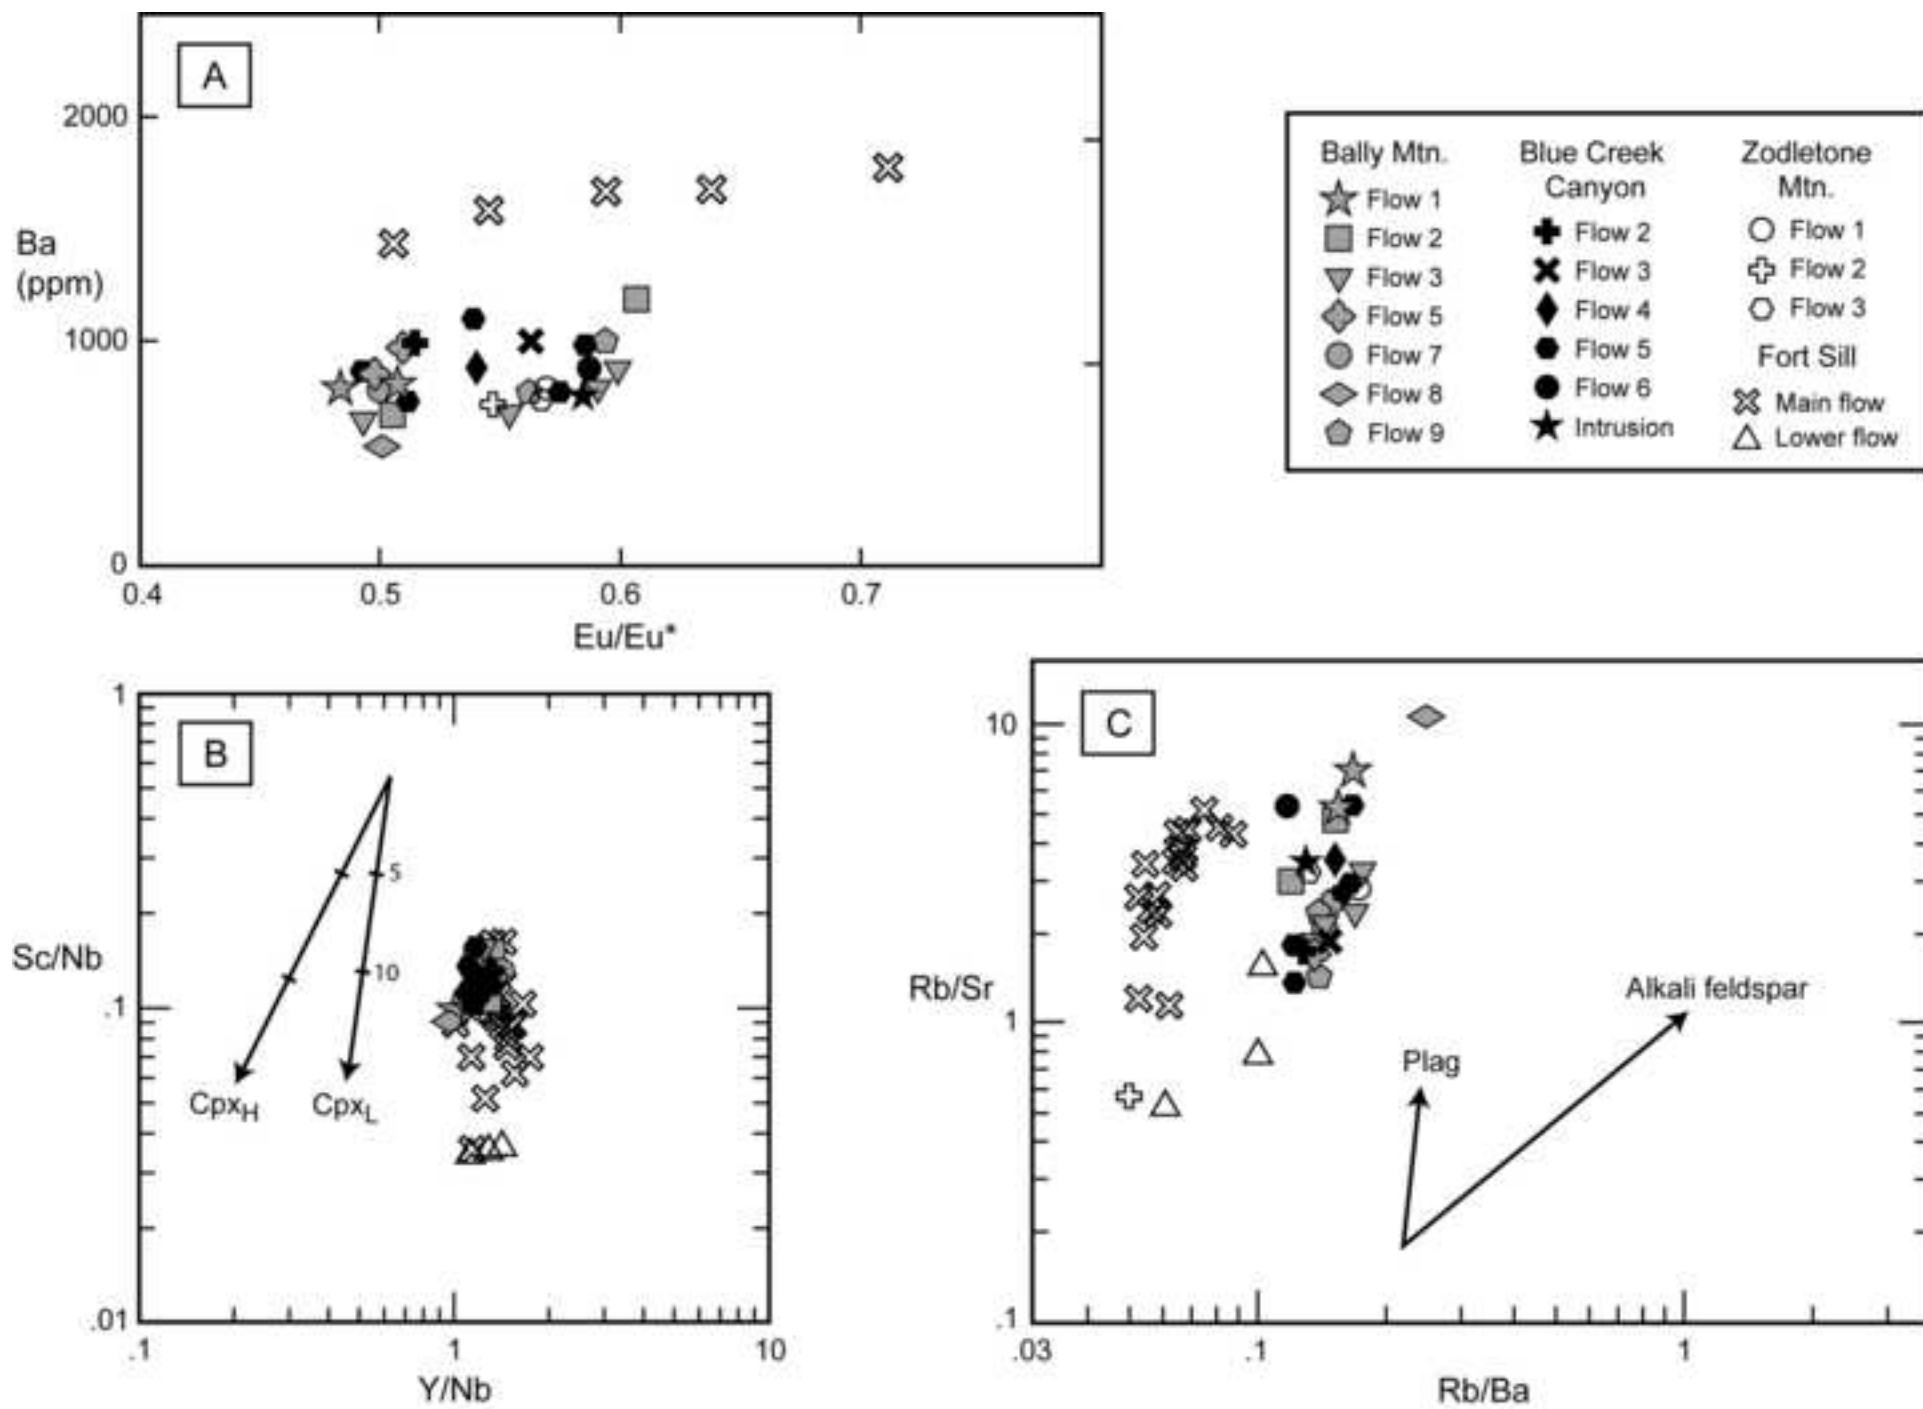 A
2000
Ba
(ppm)
1000
0
0.4
0.5
0.6
0.7
Eu/Eu*
Bally Mtn.
Flow 1
Flow 2
Flow 3
Flow 5
Flow 7
Flow 8
Flow 9
Blue Creek
Canyon
Flow 2
Flow 3
Flow 4
Flow 5
Flow 6
Intrusion
Zodletone
Mtn.
Flow 1
Flow 2
Flow 3
Fort Sill
Main flow
Lower flow
B
1
5
10
Sc/Nb
.1
CpxH
CpxL
.01
.1
1
10
Y/Nb
C
10
Rb/Sr
1
Alkali feldspar
Plag
.1
.03
.1
1
Rb/Ba